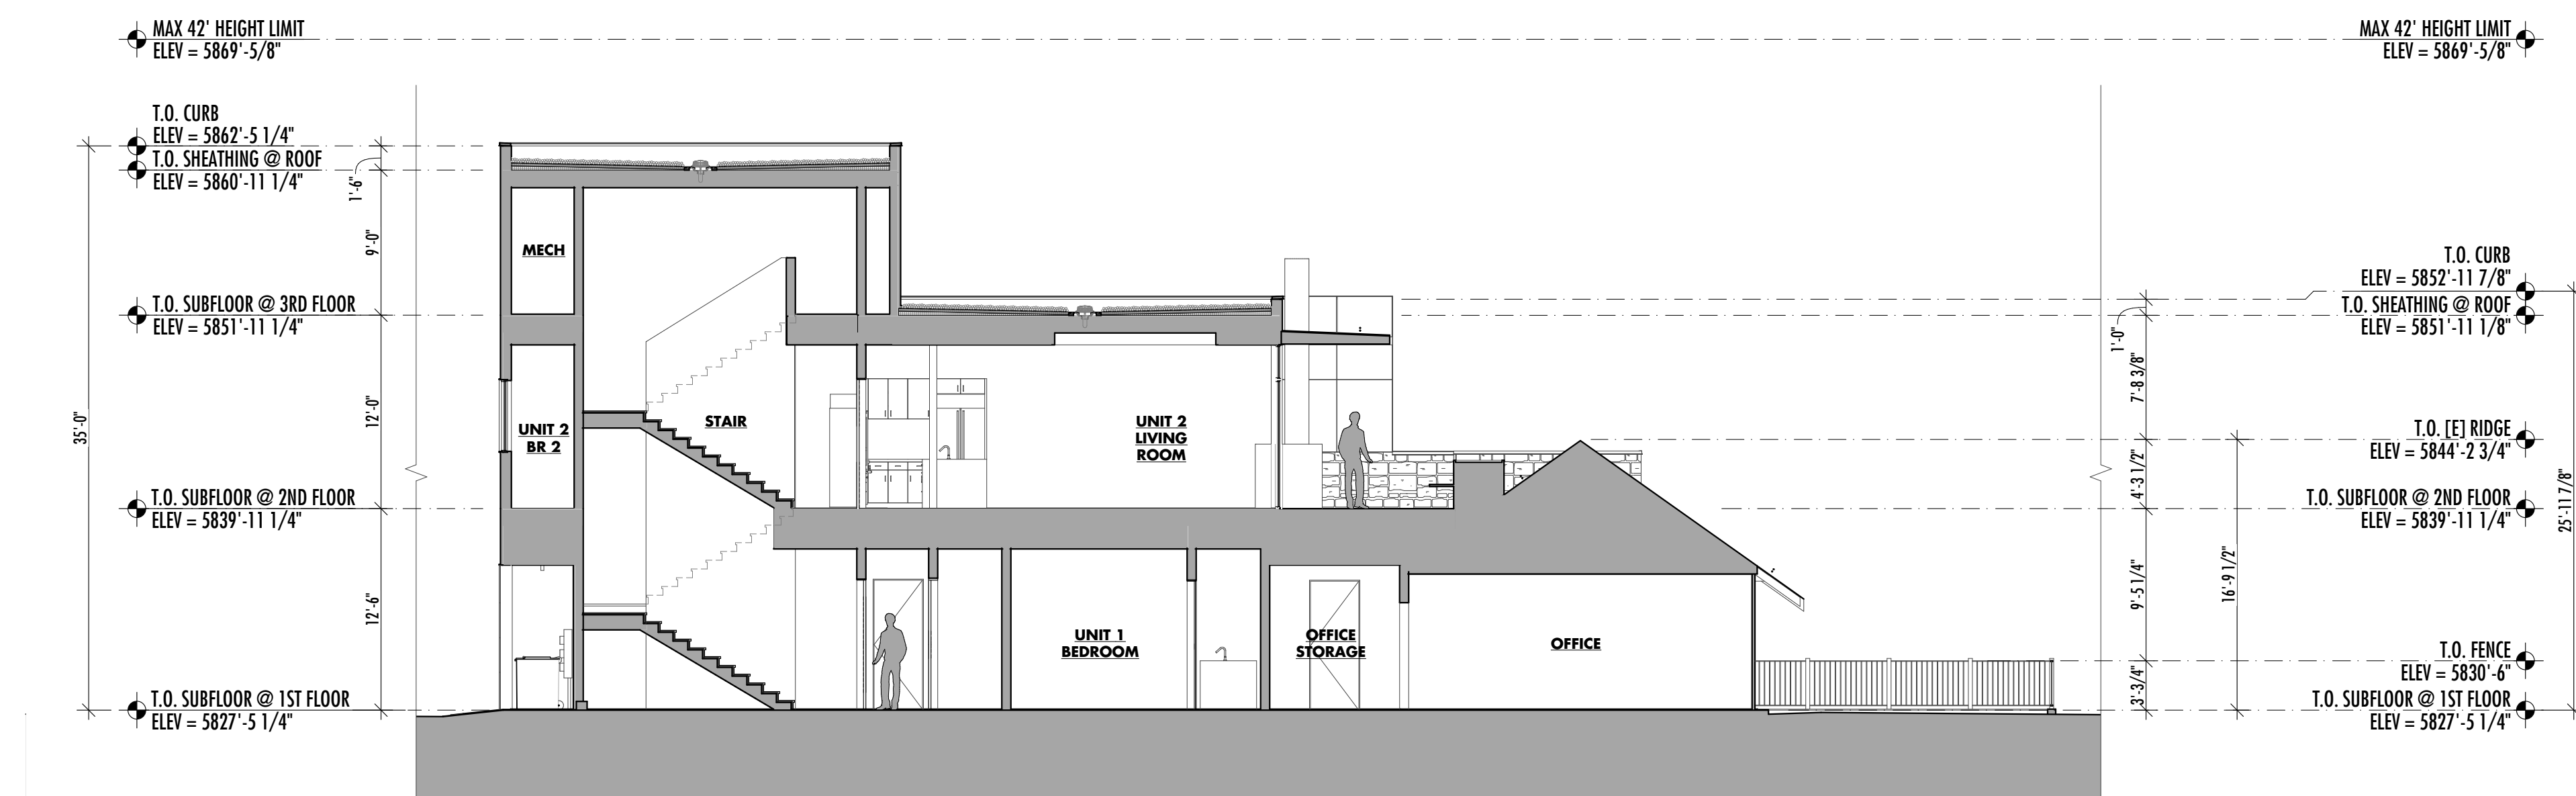 MAX 42' HEIGHT LIMIT
ELEV = 5869'-5/8"
MAX 42' HEIGHT LIMIT
ELEV = 5869'-5/8"
T.O. CURB
ELEV = 5862'-5 1/4"
T.O. SHEATHING @ ROOF
ELEV = 5860'-11 1/4"
T.O. SUBFLOOR @ 3RD FLOOR
ELEV = 5851'-11 1/4"
T.O. SUBFLOOR @ 2ND FLOOR
ELEV = 5839'-11 1/4"
T.O. SUBFLOOR @ 1ST FLOOR
ELEV = 5827'-5 1/4"
35'-0"
1'-6"
9'-0"
12'-0"
12'-6"
MECH
STAIR
UNIT 2
BR 2
UNIT 2
LIVING
ROOM
UNIT 1
BEDROOM
OFFICE
STORAGE
OFFICE
1'-0"
7'-8 3/8"
4'-3 1/2"
9'-5 1/4"
3'-3/4"
16'-9 1/2"
25'-11 7/8"
T.O. CURB
ELEV = 5852'-11 7/8"
T.O. SHEATHING @ ROOF
ELEV = 5851'-11 1/8"
T.O. [E] RIDGE
ELEV = 5844'-2 3/4"
T.O. SUBFLOOR @ 2ND FLOOR
ELEV = 5839'-11 1/4"
T.O. FENCE
ELEV = 5830'-6"
T.O. SUBFLOOR @ 1ST FLOOR
ELEV = 5827'-5 1/4"